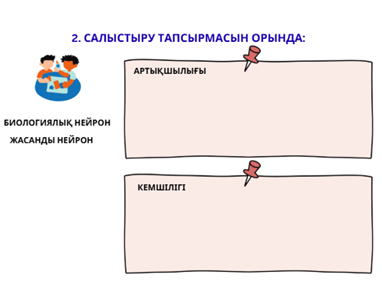 2. САЛЫСТЫРУ ТАПСЫРМАСЫН ОРЫНДА:
АРТЫҚШЫЛЫҒЫ
БИОЛОГИЯЛЫҚ НЕЙРОН
ЖАСАНДЫ НЕЙРОН
КЕМШІЛІГІ